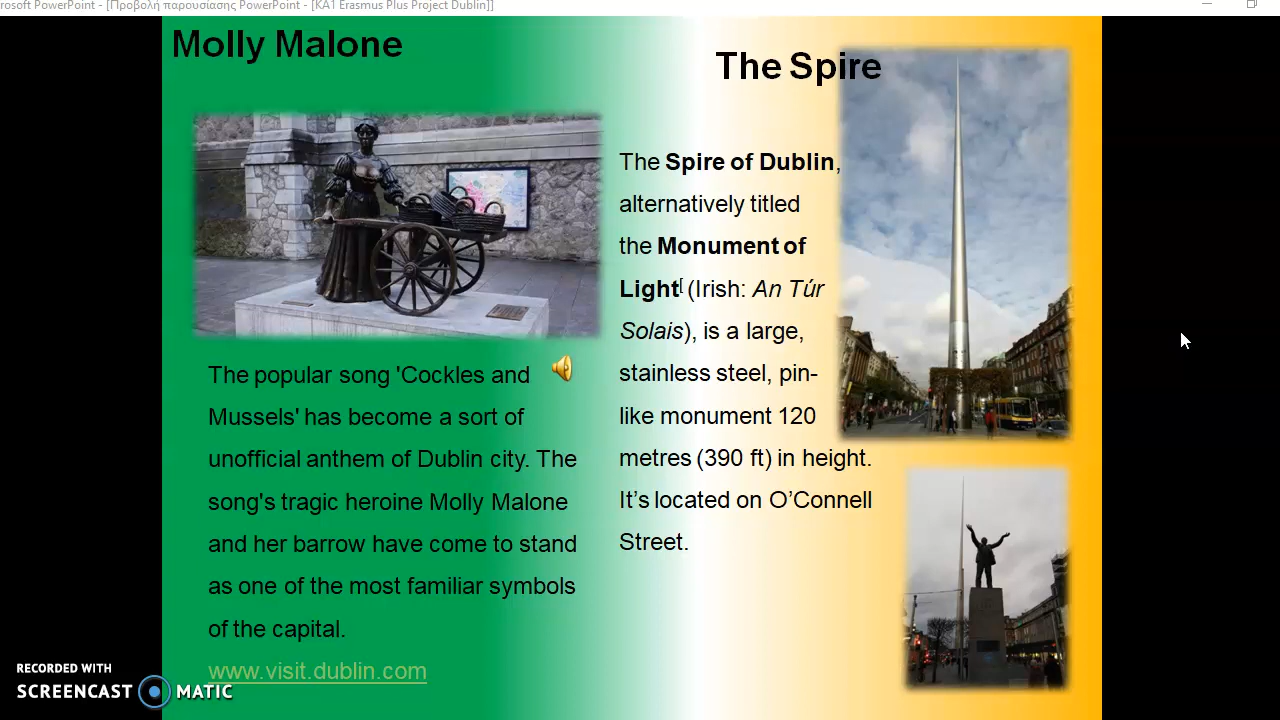 rosoft PowerPoint - [Προβολή παρουσίασης PowerPoint - [KA1 Erasmus Plus Project Dublin]]
Molly Malone
The popular song 'Cockles and
Mussels' has become a sort of
unofficial anthem of Dublin city. The
song's tragic heroine Molly Malone
and her barrow have come to stand
as one of the most familiar symbols
of the capital.
www.visit.dublin.com
The Spire
The Spire of Dublin,
alternatively titled
the Monument of
Light[ (Irish: An Túr
Solais), is a large,
stainless steel, pin-
like monument 120
metres (390 ft) in height.
It’s located on O’Connell
Street.
RECORDED WITH
SCREENCAST MATIC